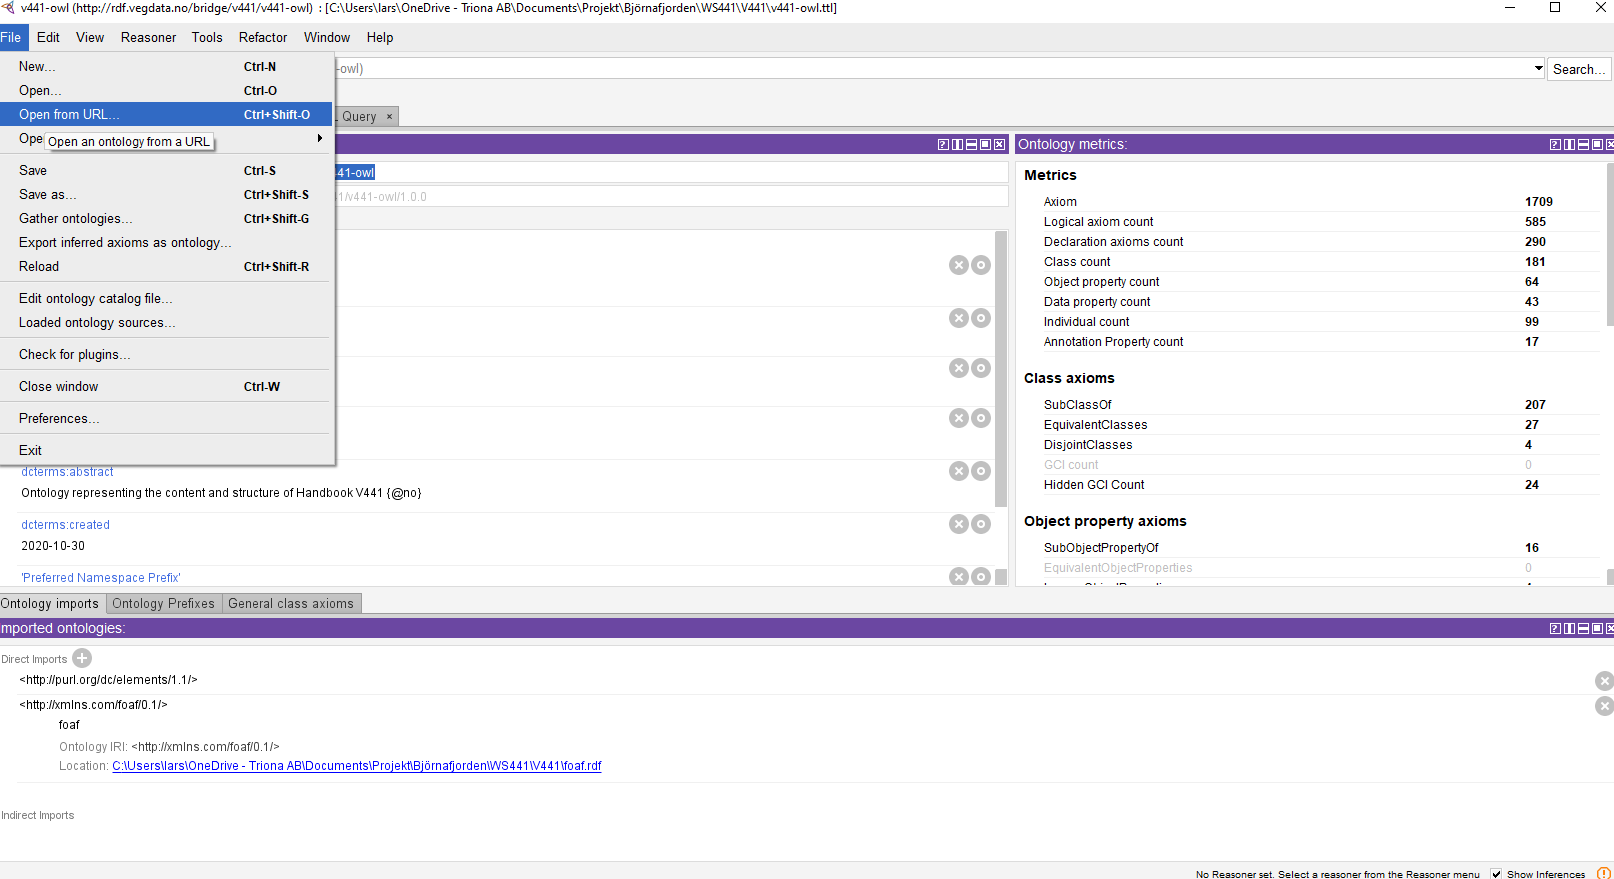 v441-owl (http://rdf.vegdata.no/bridge/v441/v441-owl) : [C:\Users\lars\OneDrive - Triona AB\Documents\Projekt\Björnafjorden\WS441\V441\v441-owl.ttl]
File Edit View Reasoner Tools Refactor Window Help
New... Ctrl-N
-owl)
Search...
Open... Ctrl-O
Open from URL... Ctrl+Shift-O
Query ×
Ope
Open an ontology from a URL
Ontology metrics:
Save Ctrl-S
41-owl
Save as... Ctrl+Shift-S
1/v441-owl/1.0.0
Gather ontologies... Ctrl+Shift-G
Export inferred axioms as ontology...
Reload Ctrl+Shift-R
Edit ontology catalog file...
Loaded ontology sources...
Check for plugins...
Close window Ctrl-W
Preferences...
Exit
dcterms:abstract
Ontology representing the content and structure of Handbook V441 {@no}
dcterms:created
2020-10-30
'Preferred Namespace Prefix'
Metrics
Axiom 1709
Logical axiom count 585
Declaration axioms count 290
Class count 181
Object property count 64
Data property count 43
Individual count 99
Annotation Property count 17
Class axioms
SubClassOf 207
EquivalentClasses 27
DisjointClasses 4
GCI count 0
Hidden GCI Count 24
Object property axioms
SubObjectPropertyOf 16
EquivalentObjectProperties 0
Ontology imports Ontology Prefixes General class axioms
mported ontologies:
Direct Imports
<http://purl.org/dc/elements/1.1/>
<http://xmlns.com/foaf/0.1/>
foaf
Ontology IRI: <http://xmlns.com/foaf/0.1/>
Location: C:\Users\lars\OneDrive - Triona AB\Documents\Projekt\Björnafjorden\WS441\V441\foaf.rdf
Indirect Imports
No Reasoner set. Select a reasoner from the Reasoner menu Show Inferences